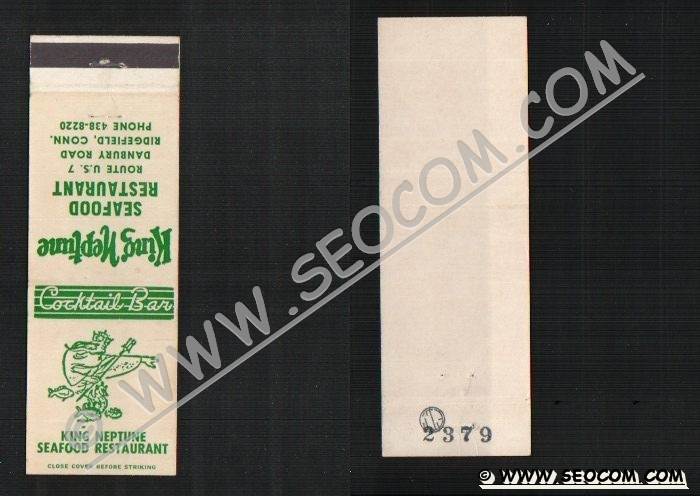 PHONE 438-8220
RIDGEFIELD, CONN.
DANBURY ROAD
ROUTE U.S. 7
RESTAURANT
SEAFOOD
King Neptune
Cocktail Bar
KING NEPTUNE
SEAFOOD RESTAURANT
CLOSE COVER BEFORE STRIKING
2379
© WWW.SEOCOM.COM
© WWW.SEOCOM.COM